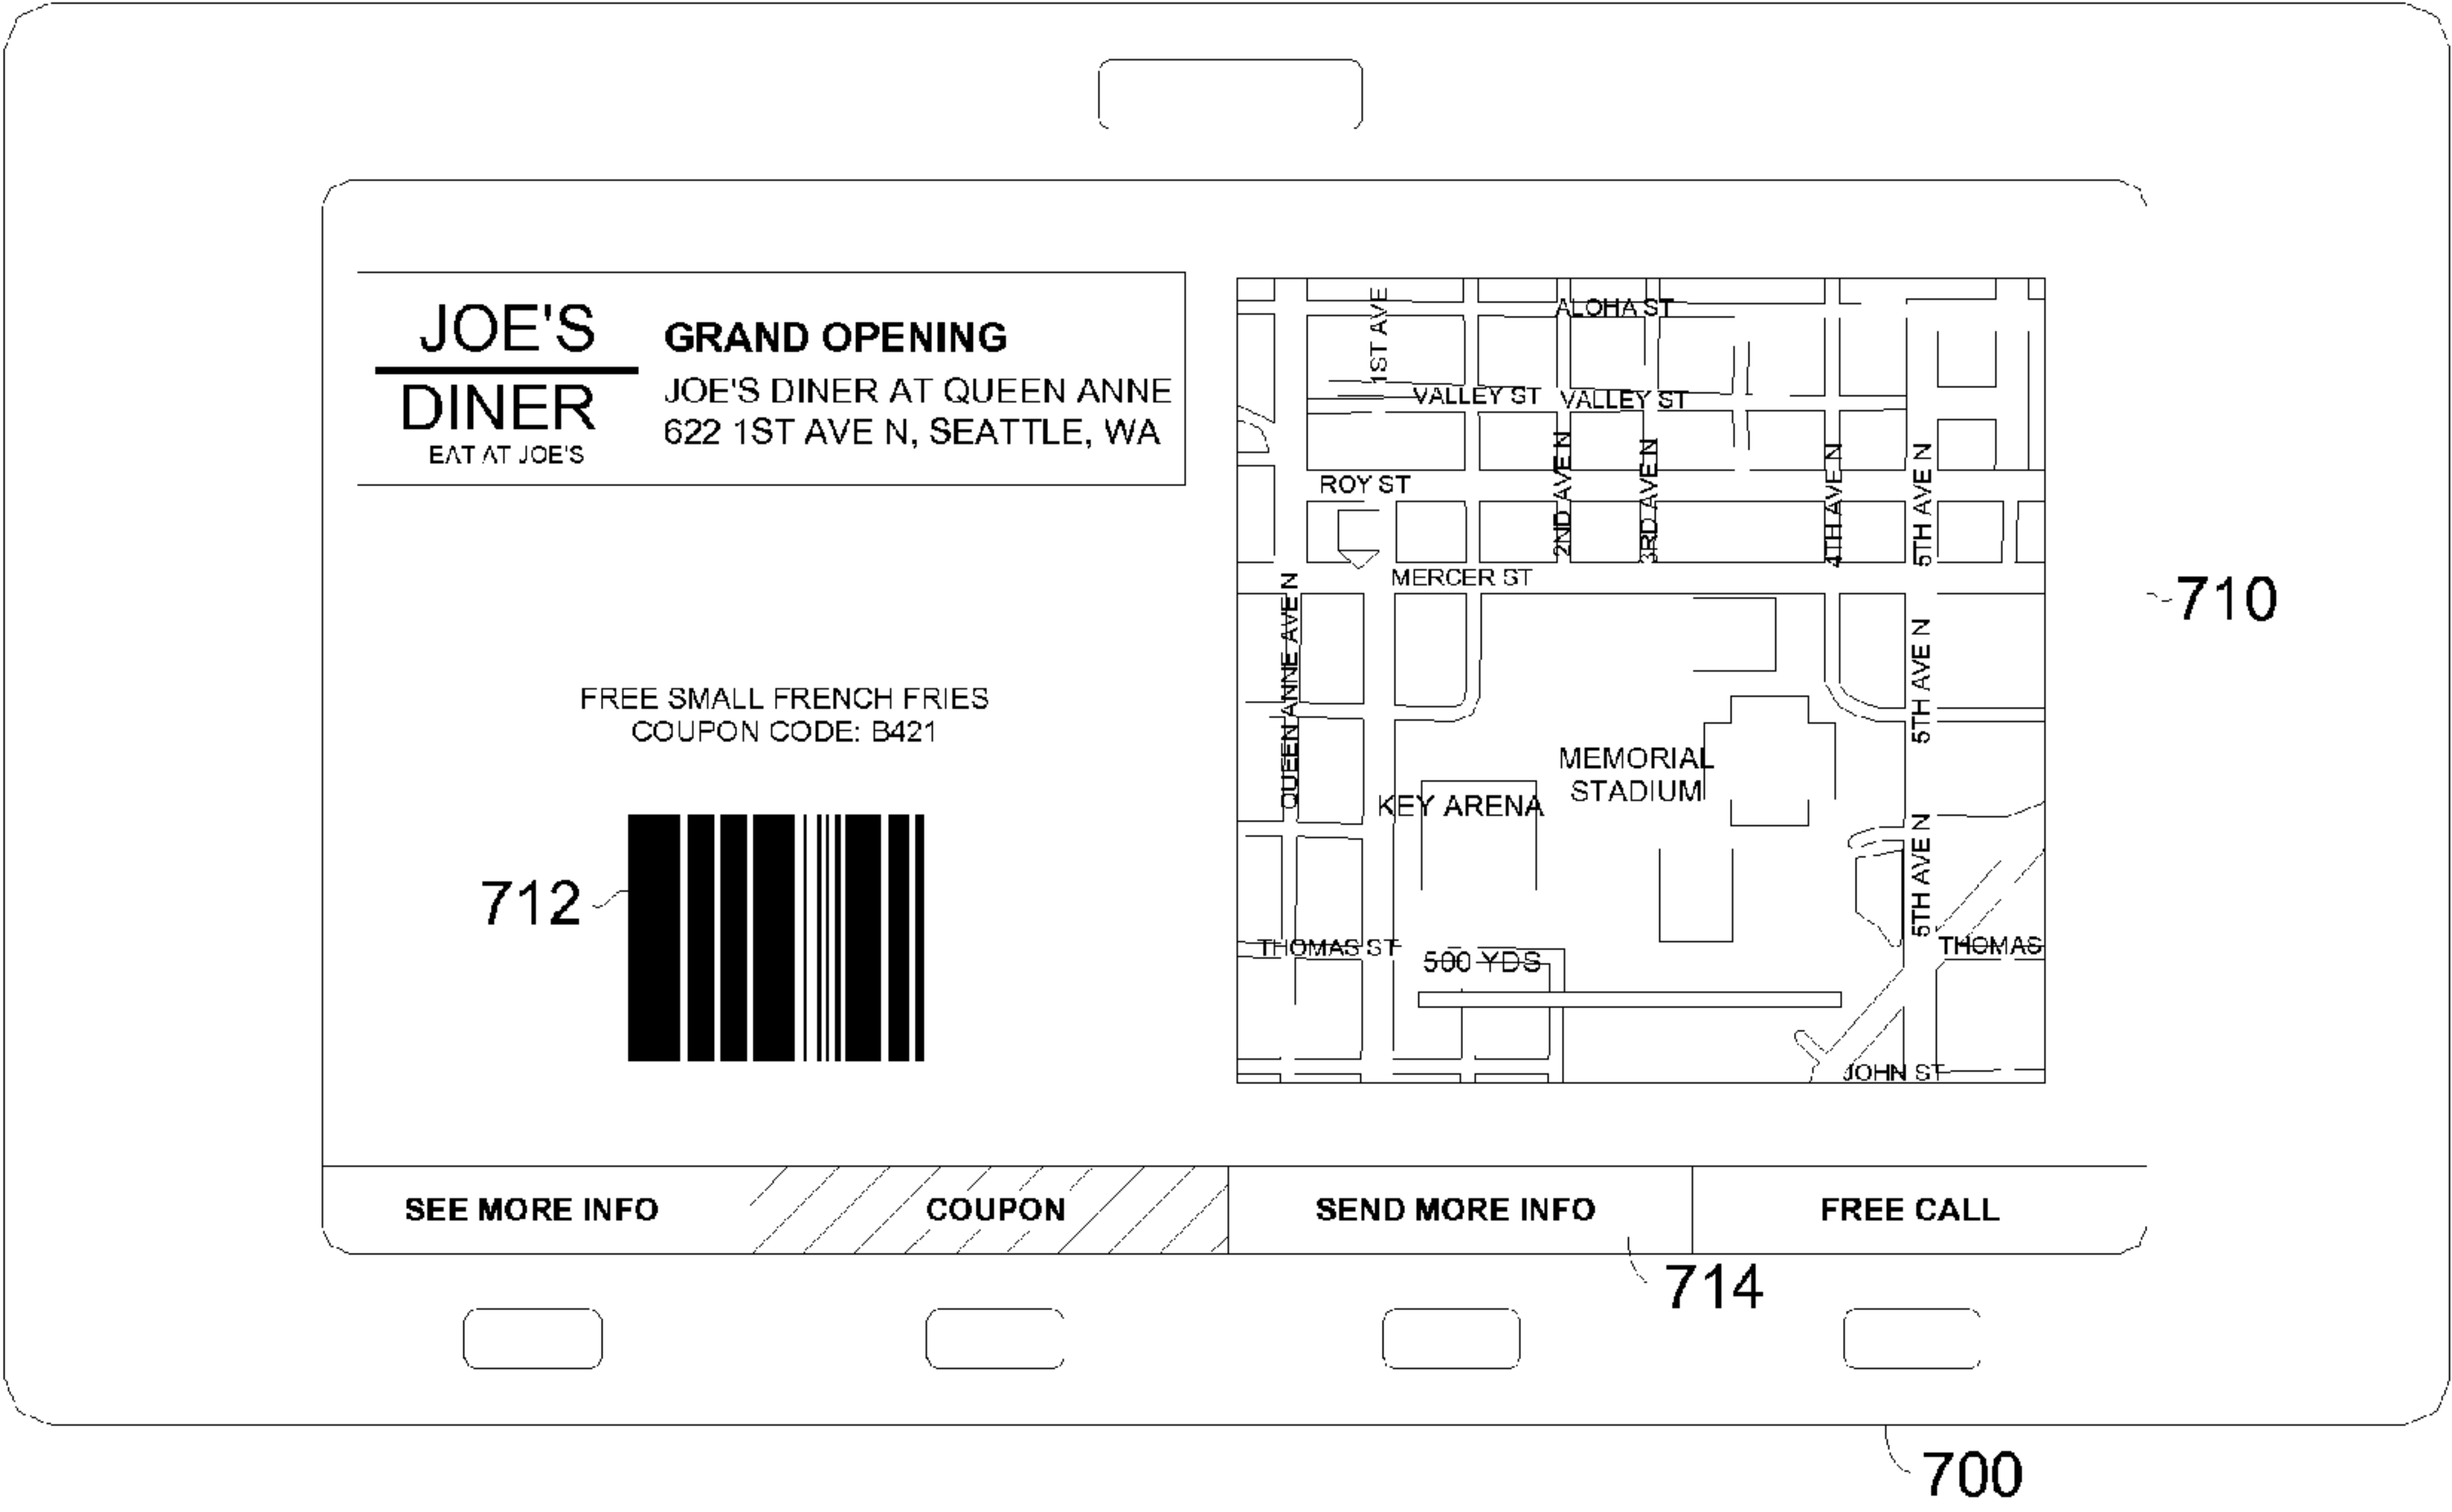 JOE'S
DINER
EAT AT JOE'S
GRAND OPENING
JOE'S DINER AT QUEEN ANNE
622 1ST AVE N, SEATTLE, WA
FREE SMALL FRENCH FRIES
COUPON CODE: B421
712
1ST AVE
ALOHA ST
VALLEY ST
VALLEY ST
ROY ST
2ND AVE N
3RD AVE N
4TH AVE N
5TH AVE N
MERCER ST
QUEEN ANNE AVE N
5TH AVE N
MEMORIAL
STADIUM
KEY ARENA
5TH AVE N
THOMAS ST
500 YDS
THOMAS
JOHN ST
710
SEE MORE INFO
COUPON
SEND MORE INFO
FREE CALL
714
700